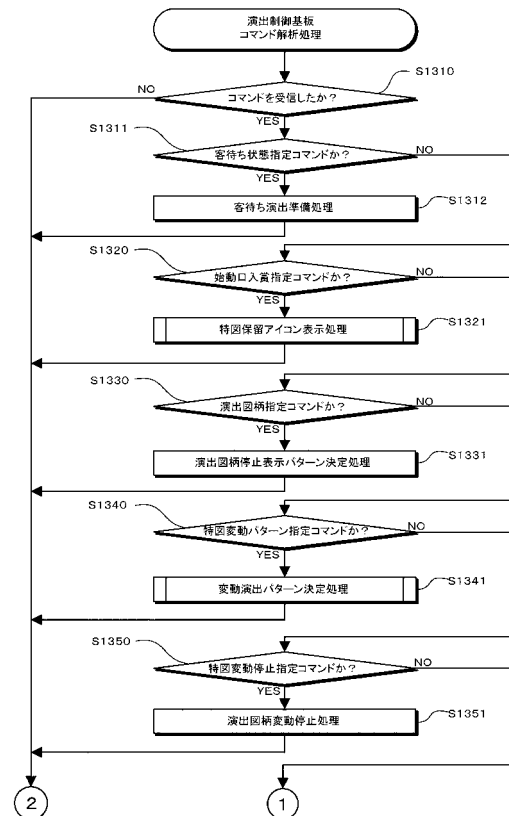 演出制御基板
コマンド解析処理
S1310
NO
コマンドを受信したか？
YES
S1311
客待ち状態指定コマンドか？
NO
YES
客待ち演出準備処理
S1312
S1320
始動口入賞指定コマンドか？
NO
YES
特図保留アイコン表示処理
S1321
S1330
演出図柄指定コマンドか？
NO
YES
演出図柄停止表示パターン決定処理
S1331
S1340
特図変動パターン指定コマンドか？
NO
YES
変動演出パターン決定処理
S1341
S1350
特図変動停止指定コマンドか？
NO
YES
演出図柄変動停止処理
S1351
2
1